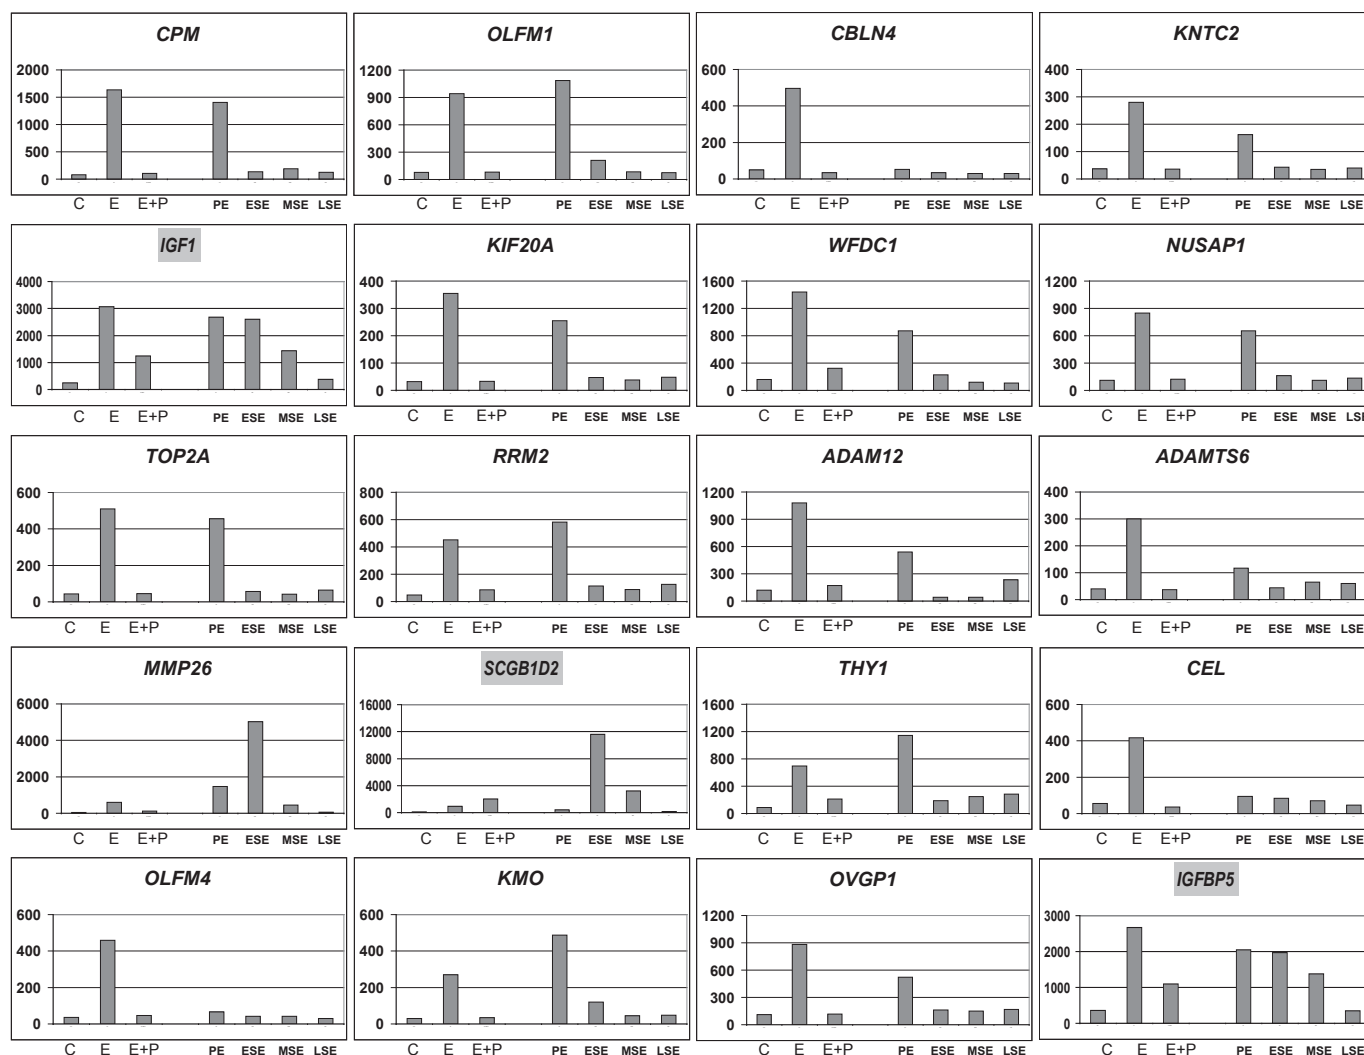 CPM
2000
1500
1000
500
0
C E E+P PE ESE MSE LSE
OLFM1
1200
900
600
300
0
C E E+P PE ESE MSE LSE
CBLN4
600
400
200
0
C E E+P PE ESE MSE LSE
KNTC2
400
300
200
100
0
C E E+P PE ESE MSE LSE
IGF1
4000
3000
2000
1000
0
C E E+P PE ESE MSE LSE
KIF20A
400
300
200
100
0
C E E+P PE ESE MSE LSE
WFDC1
1600
1200
800
400
0
C E E+P PE ESE MSE LSE
NUSAP1
1200
900
600
300
0
C E E+P PE ESE MSE LSE
TOP2A
600
400
200
0
C E E+P PE ESE MSE LSE
RRM2
800
600
400
200
0
C E E+P PE ESE MSE LSE
ADAM12
1200
900
600
300
0
C E E+P PE ESE MSE LSE
ADAMTS6
400
300
200
100
0
C E E+P PE ESE MSE LSE
MMP26
6000
4000
2000
0
C E E+P PE ESE MSE LSE
SCGB1D2
16000
12000
8000
4000
0
C E E+P PE ESE MSE LSE
THY1
1600
1200
800
400
0
C E E+P PE ESE MSE LSE
CEL
600
400
200
0
C E E+P PE ESE MSE LSE
OLFM4
600
400
200
0
C E E+P PE ESE MSE LSE
KMO
600
400
200
0
C E E+P PE ESE MSE LSE
OVGP1
1200
900
600
300
0
C E E+P PE ESE MSE LSE
IGFBP5
3000
2000
1000
0
C E E+P PE ESE MSE LSE